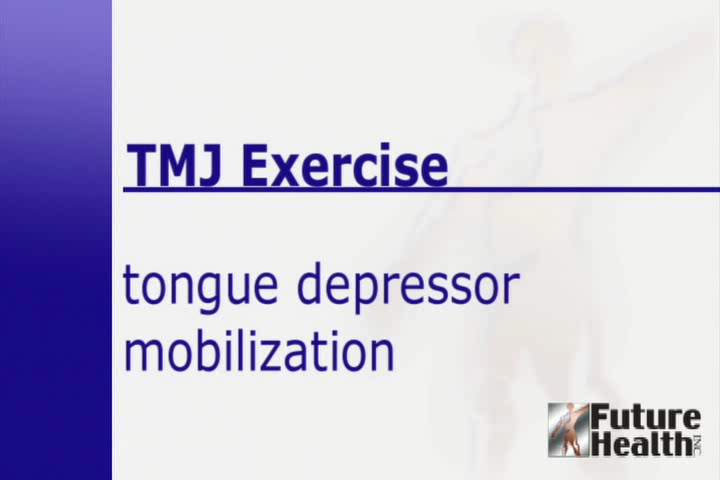 TMJ Exercise
tongue depressor
mobilization
Future
Health INC